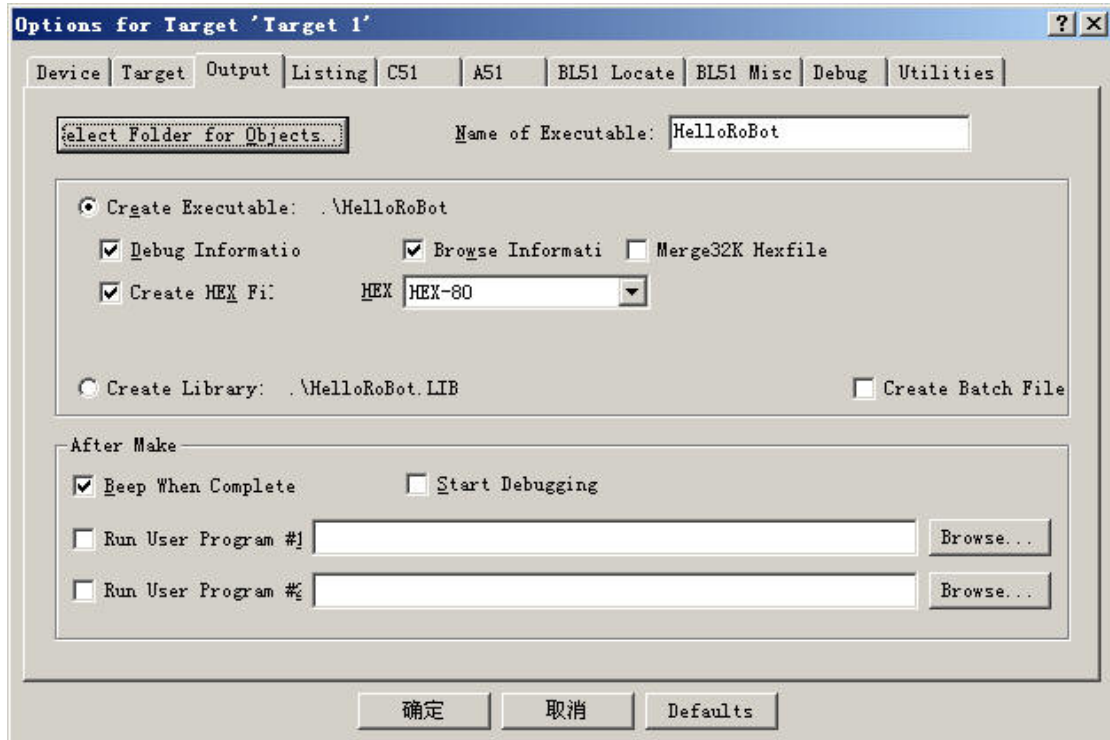 Options for Target 'Target 1'
Device Target Output Listing C51 A51 BL51 Locate BL51 Misc Debug Utilities
elect Folder for Objects.. Name of Executable: HelloRoBot
Create Executable: .\HelloRoBot
Debug Informatio Browse Informati Merge32K Hexfile
Create HEX Fi HEX HEX-80
Create Library: .\HelloRoBot.LIB Create Batch File
After Make
Beep When Complete Start Debugging
Run User Program #1 Browse...
Run User Program #2 Browse...
确定 取消 Defaults